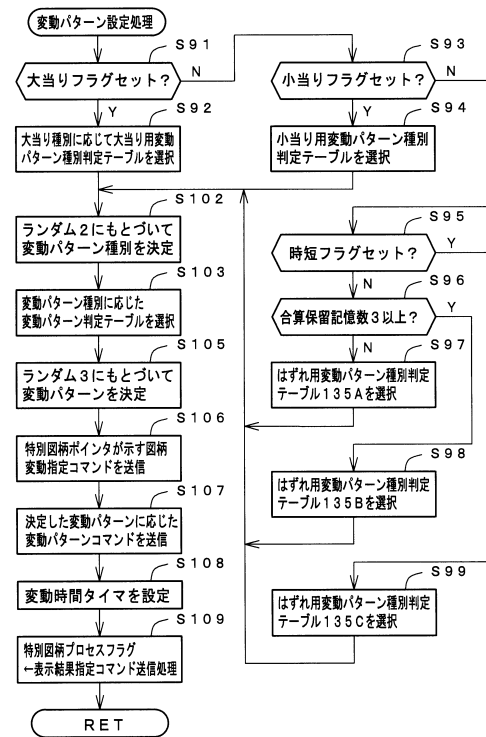 変動パターン設定処理
S91
大当りフラグセット？
N
Y
S92
大当り種別に応じて大当り用変動
パターン種別判定テーブルを選択
S93
小当りフラグセット？
N
Y
S94
小当り用変動パターン種別
判定テーブルを選択
S102
ランダム2にもとづいて
変動パターン種別を決定
S103
変動パターン種別に応じた
変動パターン判定テーブルを選択
S105
ランダム3にもとづいて
変動パターンを決定
S106
特別図柄ポインタが示す図柄
変動指定コマンドを送信
S107
決定した変動パターンに応じた
変動パターンコマンドを送信
S108
変動時間タイマを設定
S109
特別図柄プロセスフラグ
←表示結果指定コマンド送信処理
RET
S95
時短フラグセット？
Y
N
S96
合算保留記憶数3以上？
Y
N
S97
はずれ用変動パターン種別判定
テーブル135Aを選択
S98
はずれ用変動パターン種別判定
テーブル135Bを選択
S99
はずれ用変動パターン種別判定
テーブル135Cを選択